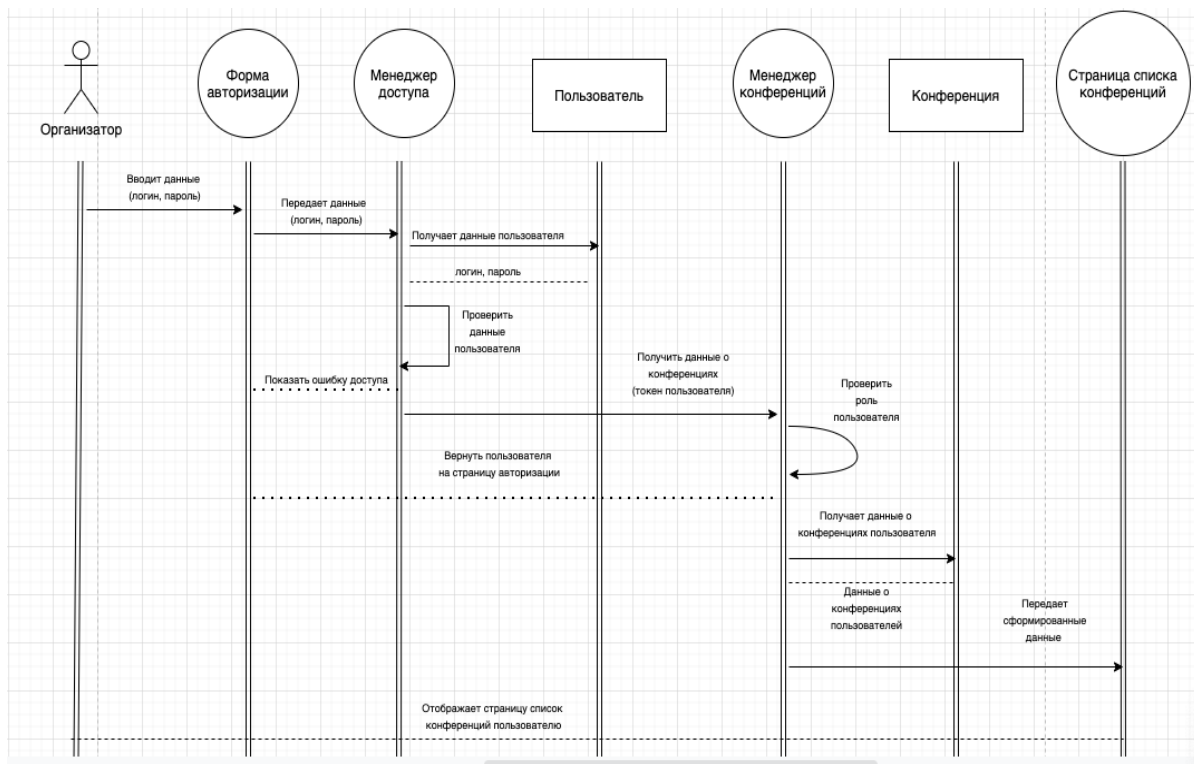 Организатор
Форма
авторизации
Менеджер
доступа
Пользователь
Менеджер
конференций
Конференция
Страница списка
конференций
Вводит данные
(логин, пароль)
Передает данные
(логин, пароль)
Получает данные пользователя
логин, пароль
Проверить
данные
пользователя
Показать ошибку доступа
Получить данные о
конференциях
(токен пользователя)
Проверить
роль
пользователя
Вернуть пользователя
на страницу авторизации
Получает данные о
конференциях пользователя
Данные о
конференциях
пользователей
Передает
сформированные
данные
Отображает страницу список
конференций пользователю